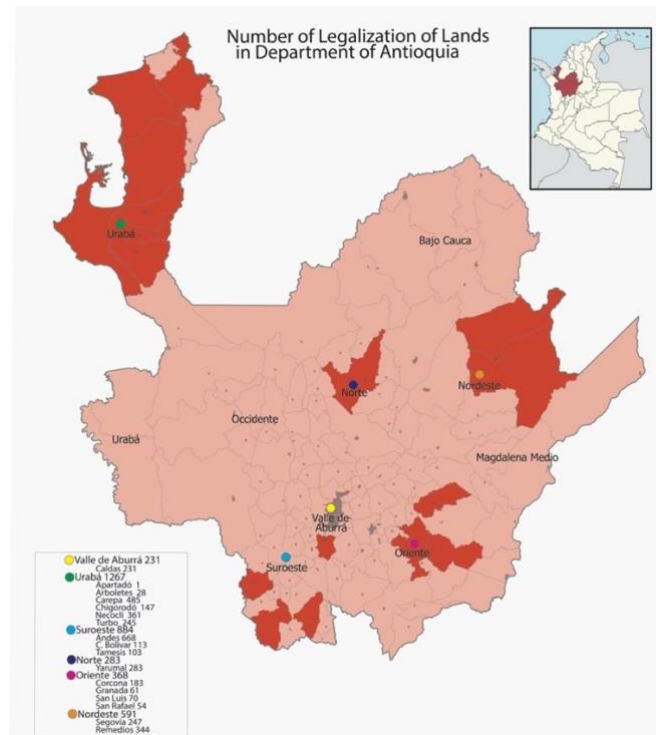 Number of Legalization of Lands
in Department of Antioquia
Bajo Cauca
Urabá
Nordeste
Norte
Occidente
Urabá
Magdalena Medio
Valle de
Aburrá
Oriente
Suroeste
Valle de Aburrá 231
Caldas 231
Urabá 1267
Apartadó 1
Arboletes 28
Carepa 485
Chigorodó 147
Necoclí 361
Turbo 245
Suroeste 884
Andes 668
C. Bolivar 113
Tamesis 103
Norte 283
Yarumal 283
Oriente 368
Corcona 183
Granada 61
San Luis 70
San Rafael 54
Nordeste 591
Segovia 247
Remedios 344